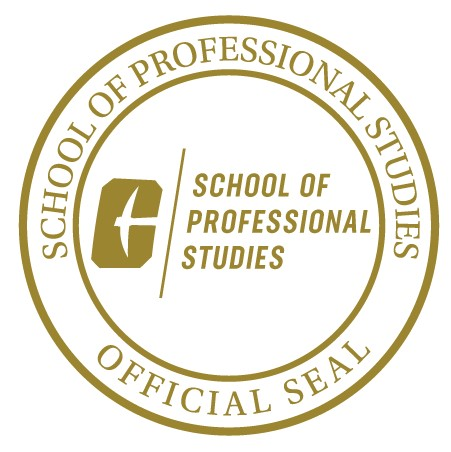 SCHOOL OF PROFESSIONAL STUDIES
SCHOOL OF
PROFESSIONAL
STUDIES
OFFICIAL SEAL